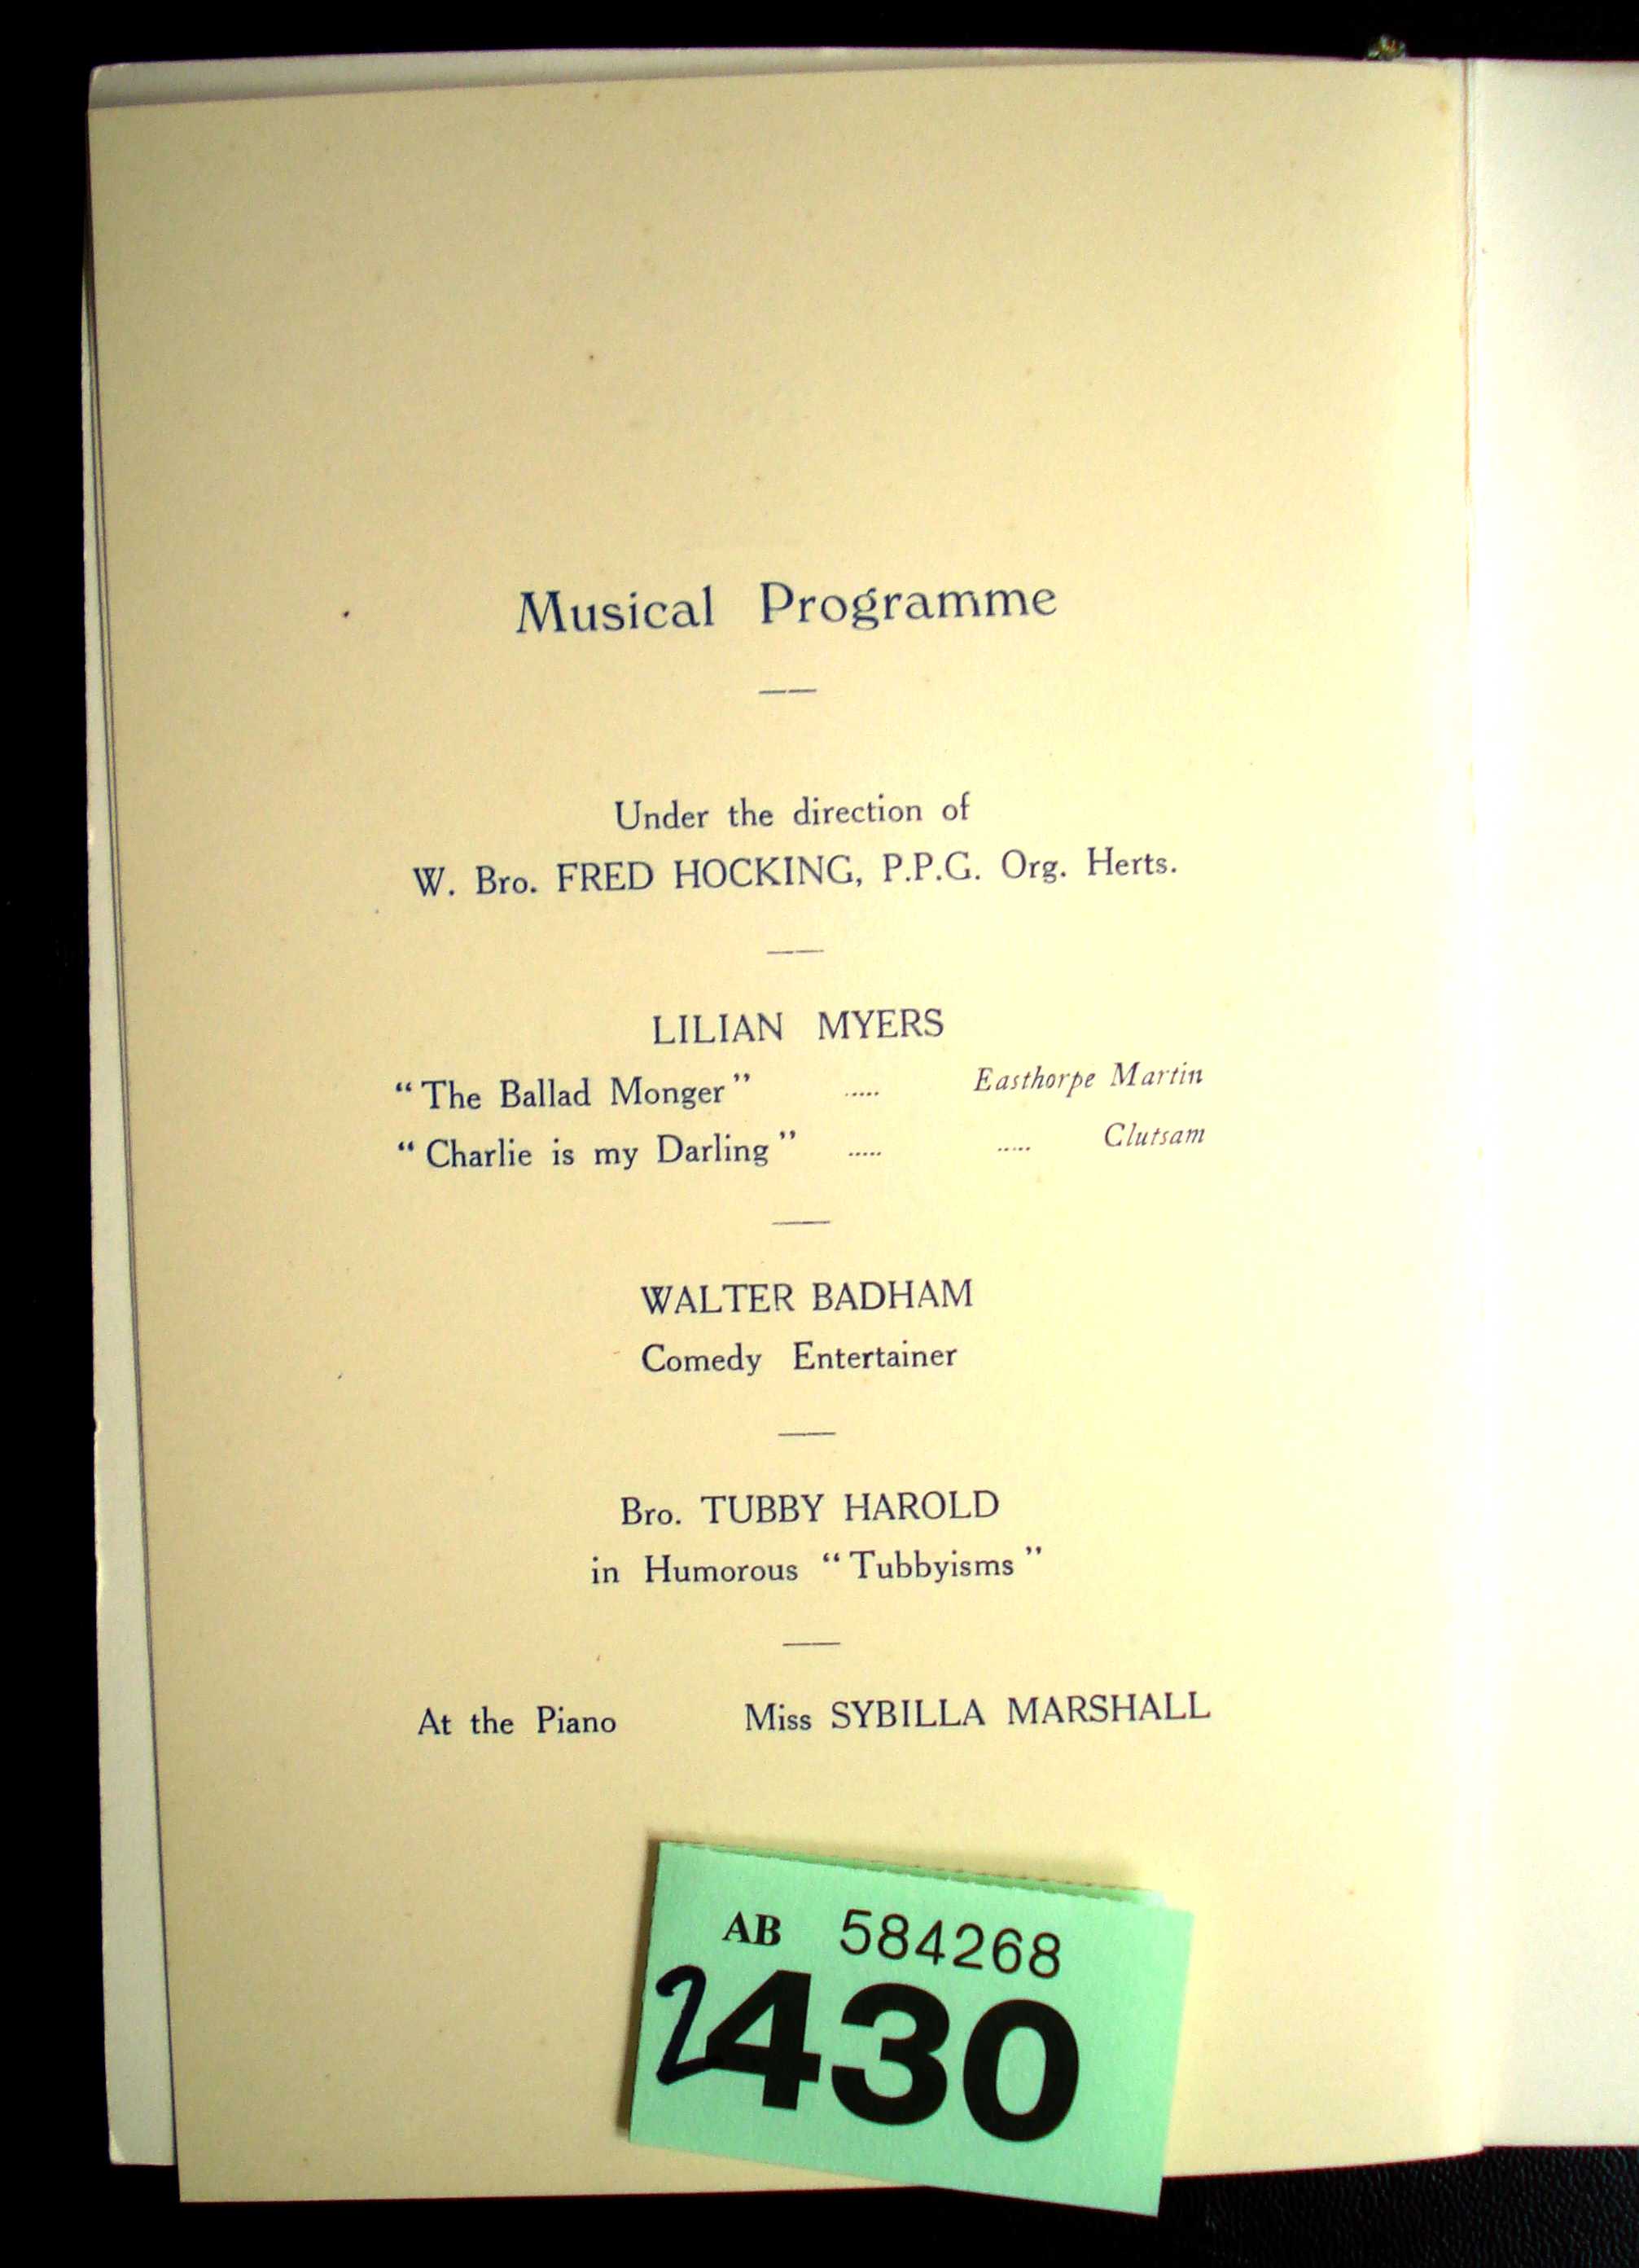 Musical Programme
Under the direction of
W. Bro. FRED HOCKING, P.P.G. Org. Herts.
LILIAN MYERS
“The Ballad Monger” ..... Easthorpe Martin
“Charlie is my Darling” ..... ..... Clutsam
WALTER BADHAM
Comedy Entertainer
Bro. TUBBY HAROLD
in Humorous “Tubbyisms”
At the Piano Miss SYBILLA MARSHALL
AB 584268
2430